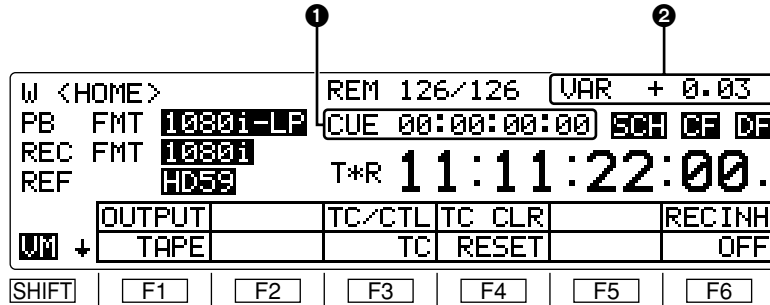 ❶ ❷
W <HOME> REM 126/126 VAR + 0.03
PB FMT 1080i-LP CUE 00:00:00:00 SCH CF DF
REC FMT 1080i
REF HD59 T*R 11:11:22:00.
OUTPUT TC/CTL TC CLR RECINH
VM ↓ TAPE TC RESET OFF
SHIFT F1 F2 F3 F4 F5 F6